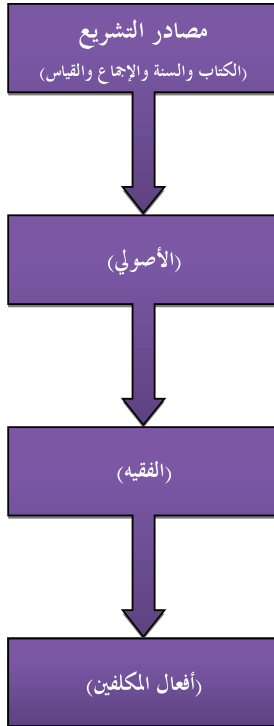 مصادر التشريع
(الكتاب والسنة والإجماع والقياس)
(الأصولي)
(الفقيه)
(أفعال المكلفين)